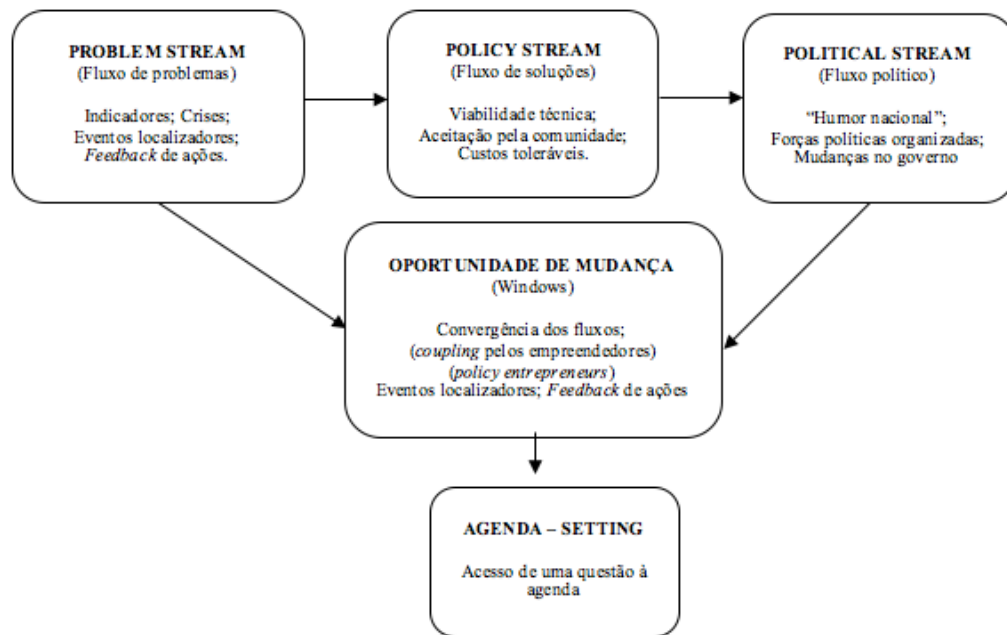 PROBLEM STREAM
(Fluxo de problemas)
Indicadores; Crises;
Eventos localizadores;
Feedback de ações.
POLICY STREAM
(Fluxo de soluções)
Viabilidade técnica;
Aceitação pela comunidade;
Custos toleráveis.
POLITICAL STREAM
(Fluxo político)
“Humor nacional”;
Forças políticas organizadas;
Mudanças no governo
OPORTUNIDADE DE MUDANÇA
(Windows)
Convergência dos fluxos;
(coupling pelos empreendedores)
(policy entrepreneurs)
Eventos localizadores; Feedback de ações
AGENDA – SETTING
Acesso de uma questão à
agenda